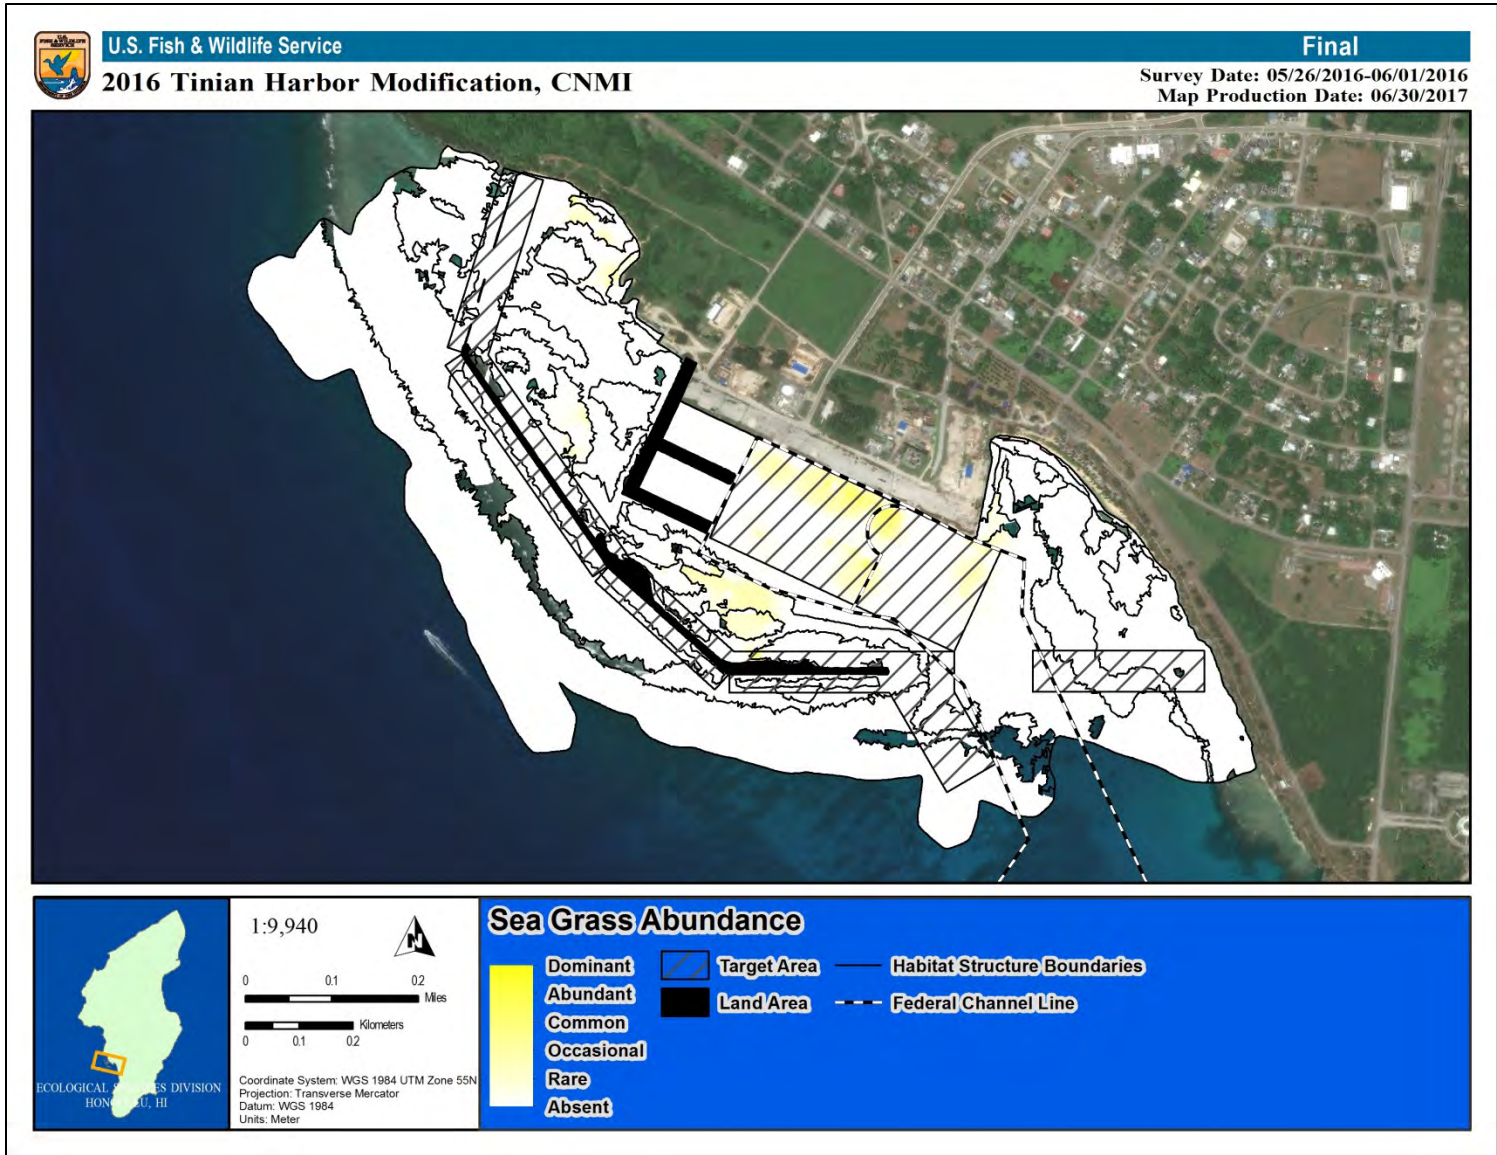 U.S.
FISH & WILDLIFE
SERVICE
U.S. Fish & Wildlife Service
Final
2016 Tinian Harbor Modification, CNMI
Survey Date: 05/26/2016-06/01/2016
Map Production Date: 06/30/2017
ECOLOGICAL DIVISION
HI
1:9,940
N
0 0.1 0.2
Miles
Kilometers
0 0.1 0.2
Coordinate System: WGS 1984 UTM Zone 55N
Projection: Transverse Mercator
Datum: WGS 1984
Units: Meter
Sea Grass Abundance
Dominant
Abundant
Common
Occasional
Rare
Absent
Target Area
Land Area
Habitat Structure Boundaries
Federal Channel Line